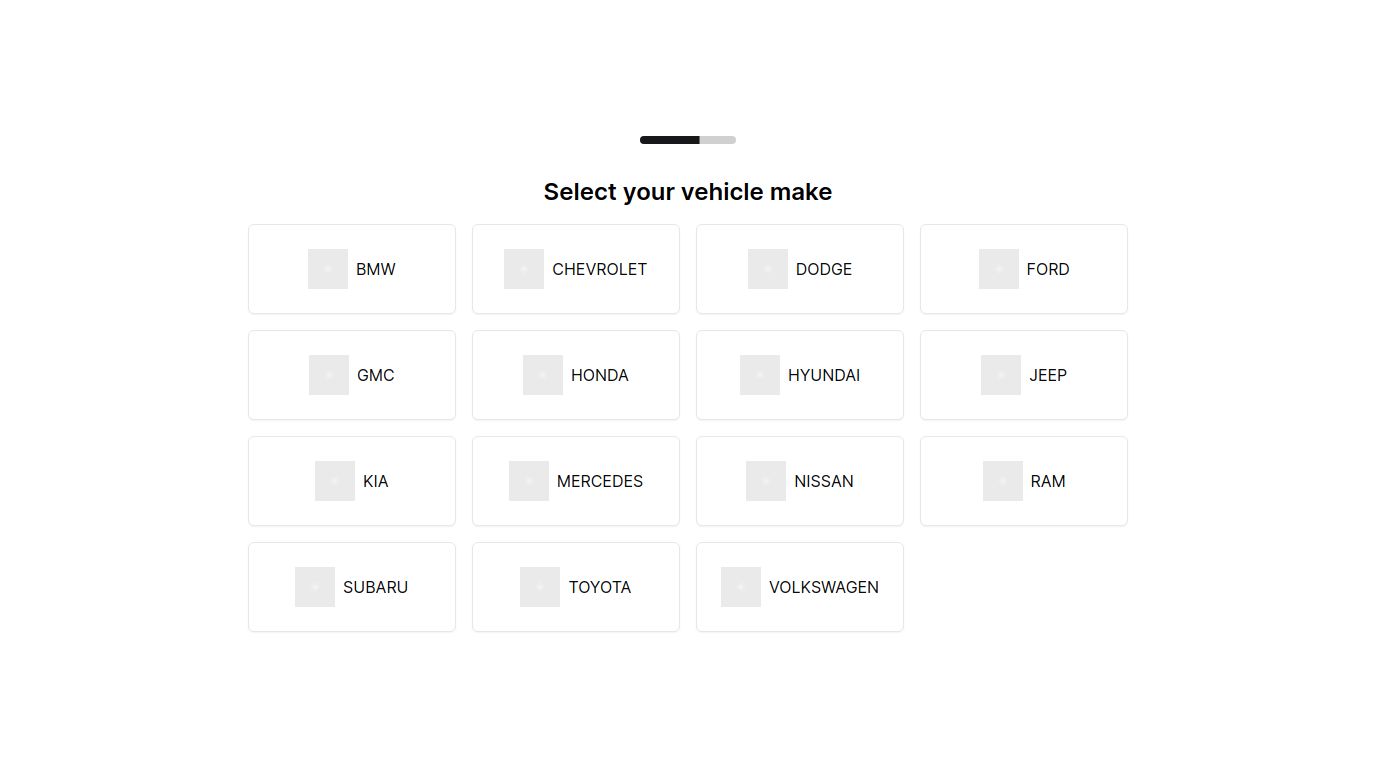 Select your vehicle make
BMW
CHEVROLET
DODGE
FORD
GMC
HONDA
HYUNDAI
JEEP
KIA
MERCEDES
NISSAN
RAM
SUBARU
TOYOTA
VOLKSWAGEN